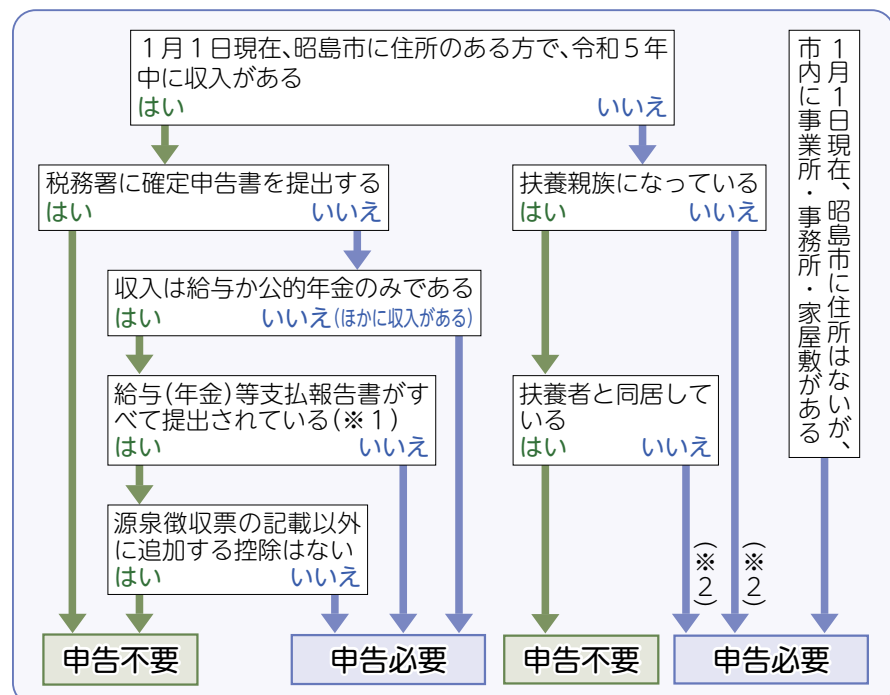 1月1日現在、昭島市に住所のある方で、令和5年
中に収入がある
はい いいえ
税務署に確定申告書を提出する
はい いいえ
収入は給与か公的年金のみである
はい いいえ(ほかに収入がある)
給与(年金)等支払報告書がす
べて提出されている(※1)
はい いいえ
源泉徴収票の記載以外
に追加する控除はない
はい いいえ
扶養親族になっている
はい いいえ
扶養者と同居して
いる
はい いいえ
(※2)
(※2)
1月1日現在、昭島市に住所はないが、
市内に事業所・事務所・家屋敷がある
申告不要
申告必要
申告不要
申告必要